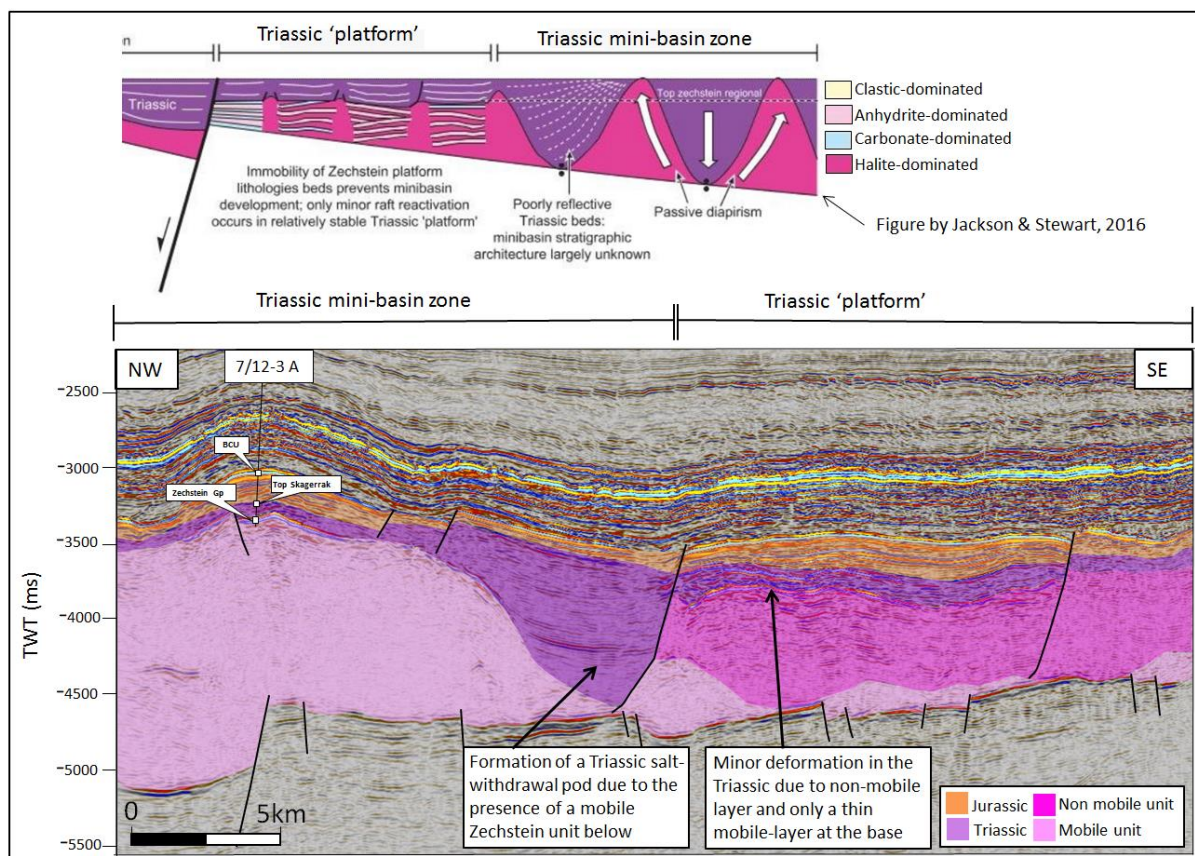 Triassic 'platform'
Triassic mini-basin zone
Triassic
Top zechstein regional
Immobility of Zechstein platform
lithologies beds prevents minibasin
development; only minor raft reactivation
occurs in relatively stable Triassic 'platform'
Poorly reflective
Triassic beds:
minibasin stratigraphic
architecture largely unknown
Passive diapirism
Clastic-dominated
Anhydrite-dominated
Carbonate-dominated
Halite-dominated
Figure by Jackson & Stewart, 2016
Triassic mini-basin zone
Triassic 'platform'
NW
7/12-3 A
SE
BCU
Top Skagerrak
Zechstein Gp
TWT (ms)
-2500
-3000
-3500
-4000
-4500
-5000
-5500
0
5km
Formation of a Triassic salt-
withdrawal pod due to the
presence of a mobile
Zechstein unit below
Minor deformation in the
Triassic due to non-mobile
layer and only a thin
mobile-layer at the base
Jurassic
Non mobile unit
Triassic
Mobile unit